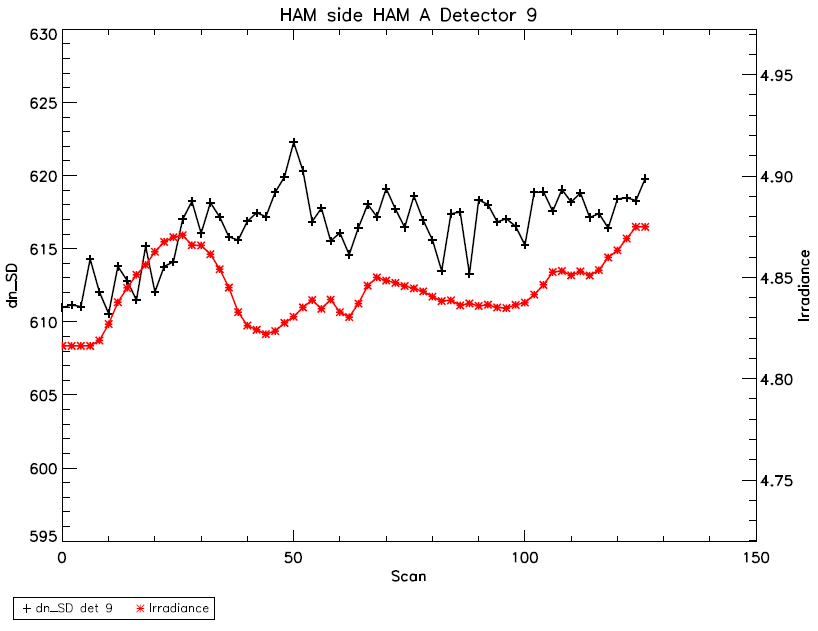 HAM side HAM A Detector 9
630
625
620
615
610
605
600
595
dn_SD
4.95
4.90
4.85
4.80
4.75
Irradiance
0 50 100 150
Scan
dn_SD det 9 Irradiance